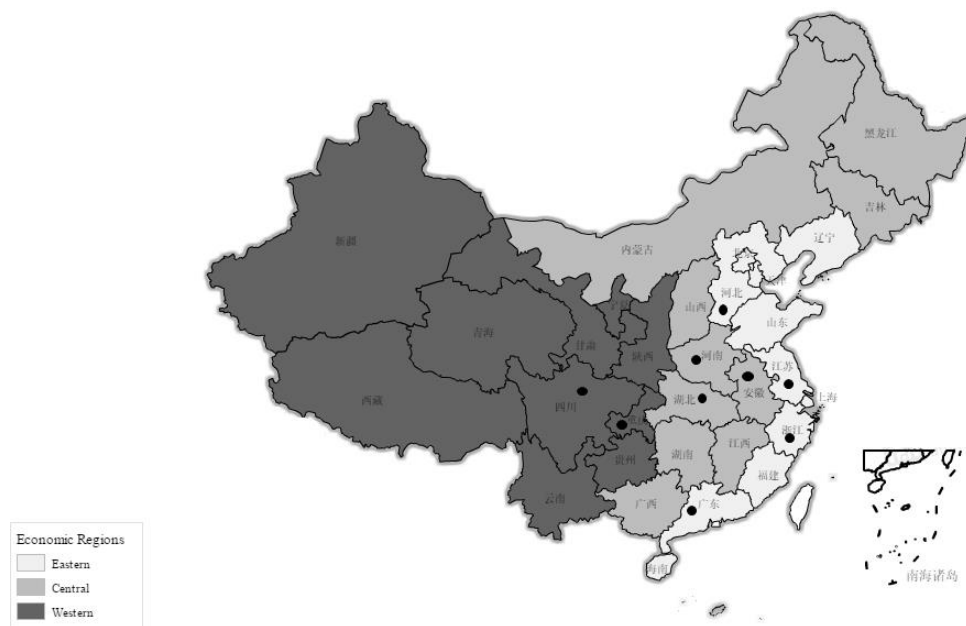 黑龙江
吉林
辽宁
新疆
内蒙古
北京
河北
山西
山东
青海
甘肃
陕西
河南
江苏
西藏
四川
湖北
安徽
上海
浙江
贵州
湖南
江西
福建
云南
广西
广东
海南
南海诸岛
Economic Regions
Eastern
Central
Western